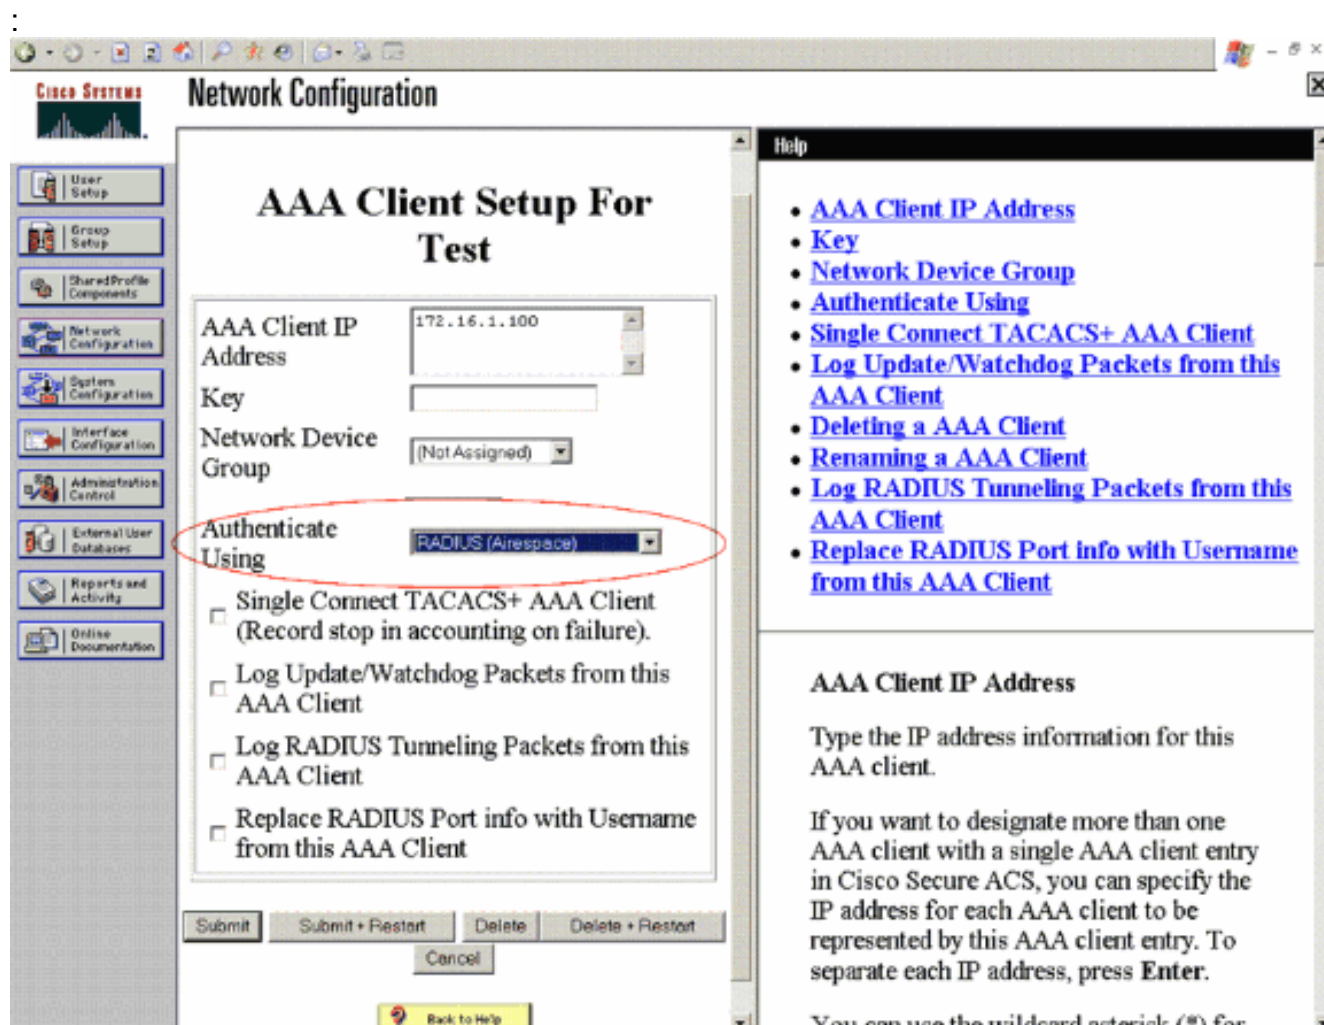 :
CISCO SYSTEMS
Network Configuration
User
Setup
Group
Setup
Shared Profile
Components
Network
Configuration
System
Configuration
Interface
Configuration
Administration
Control
External User
Databases
Reports and
Activity
Online
Documentation
AAA Client Setup For
Test
AAA Client IP
Address
172.16.1.100
Key
Network Device
Group
(Not Assigned)
Authenticate
Using
RADIUS (Airespace)
Single Connect TACACS+ AAA Client
(Record stop in accounting on failure).
Log Update/Watchdog Packets from this
AAA Client
Log RADIUS Tunneling Packets from this
AAA Client
Replace RADIUS Port info with Username
from this AAA Client
Submit
Submit + Restart
Delete
Delete + Restart
Cancel
Back to Help
Help
• AAA Client IP Address
• Key
• Network Device Group
• Authenticate Using
• Single Connect TACACS+ AAA Client
• Log Update/Watchdog Packets from this
AAA Client
• Deleting a AAA Client
• Renaming a AAA Client
• Log RADIUS Tunneling Packets from this
AAA Client
• Replace RADIUS Port info with Username
from this AAA Client
AAA Client IP Address
Type the IP address information for this
AAA client.
If you want to designate more than one
AAA client with a single AAA client entry
in Cisco Secure ACS, you can specify the
IP address for each AAA client to be
represented by this AAA client entry. To
separate each IP address, press Enter.
You can use the wildcard asterisk (*) for